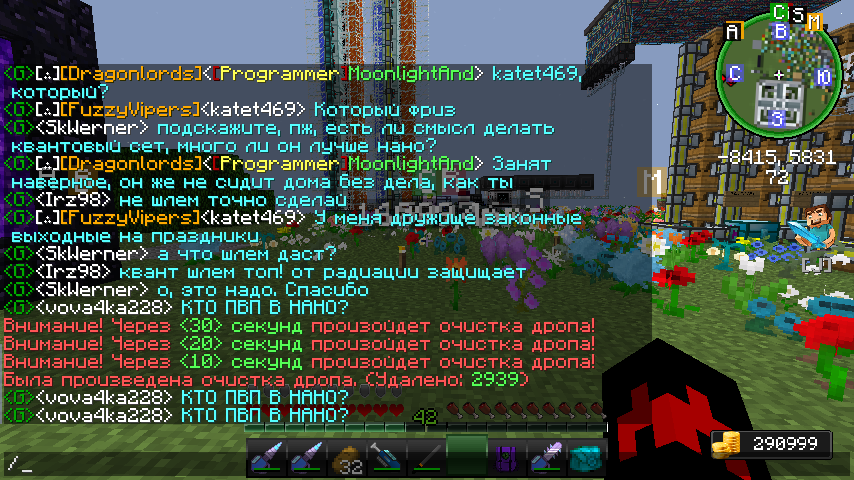 <G>[∴][Dragonlords]<[Programmer]MoonlightAnd> katet469,
который?
<G>[∴][FuzzyVipers]<katet469> Который фриз
<G><SkWerner> подскажите, пж, есть ли смысл делать
квантовый сет, много ли он лучше нано?
<G>[∴][Dragonlords]<[Programmer]MoonlightAnd> Занят
наверное, он же не сидит дома без дела, как ты
<G><Irz98> не шлем точно сделай
<G>[∴][FuzzyVipers]<katet469> У меня дружище законные
выходные на праздники
<G><SkWerner> а что шлем даст?
<G><Irz98> квант шлем топ! от радиации защищает
<G><SkWerner> о, это надо. Спасибо
<G><vova4ka228> КТО ПВП В НАНО?
Внимание! Через <30> секунд произойдет очистка дропа!
Внимание! Через <20> секунд произойдет очистка дропа!
Внимание! Через <10> секунд произойдет очистка дропа!
Была произведена очистка дропа. (Удалено: 2939)
<G><vova4ka228> КТО ПВП В НАНО?
<G><vova4ka228> КТО ПВП В НАНО?
/_
42
32
С S M
A В
С Ю
З
-8415, 5831
72
M
290999